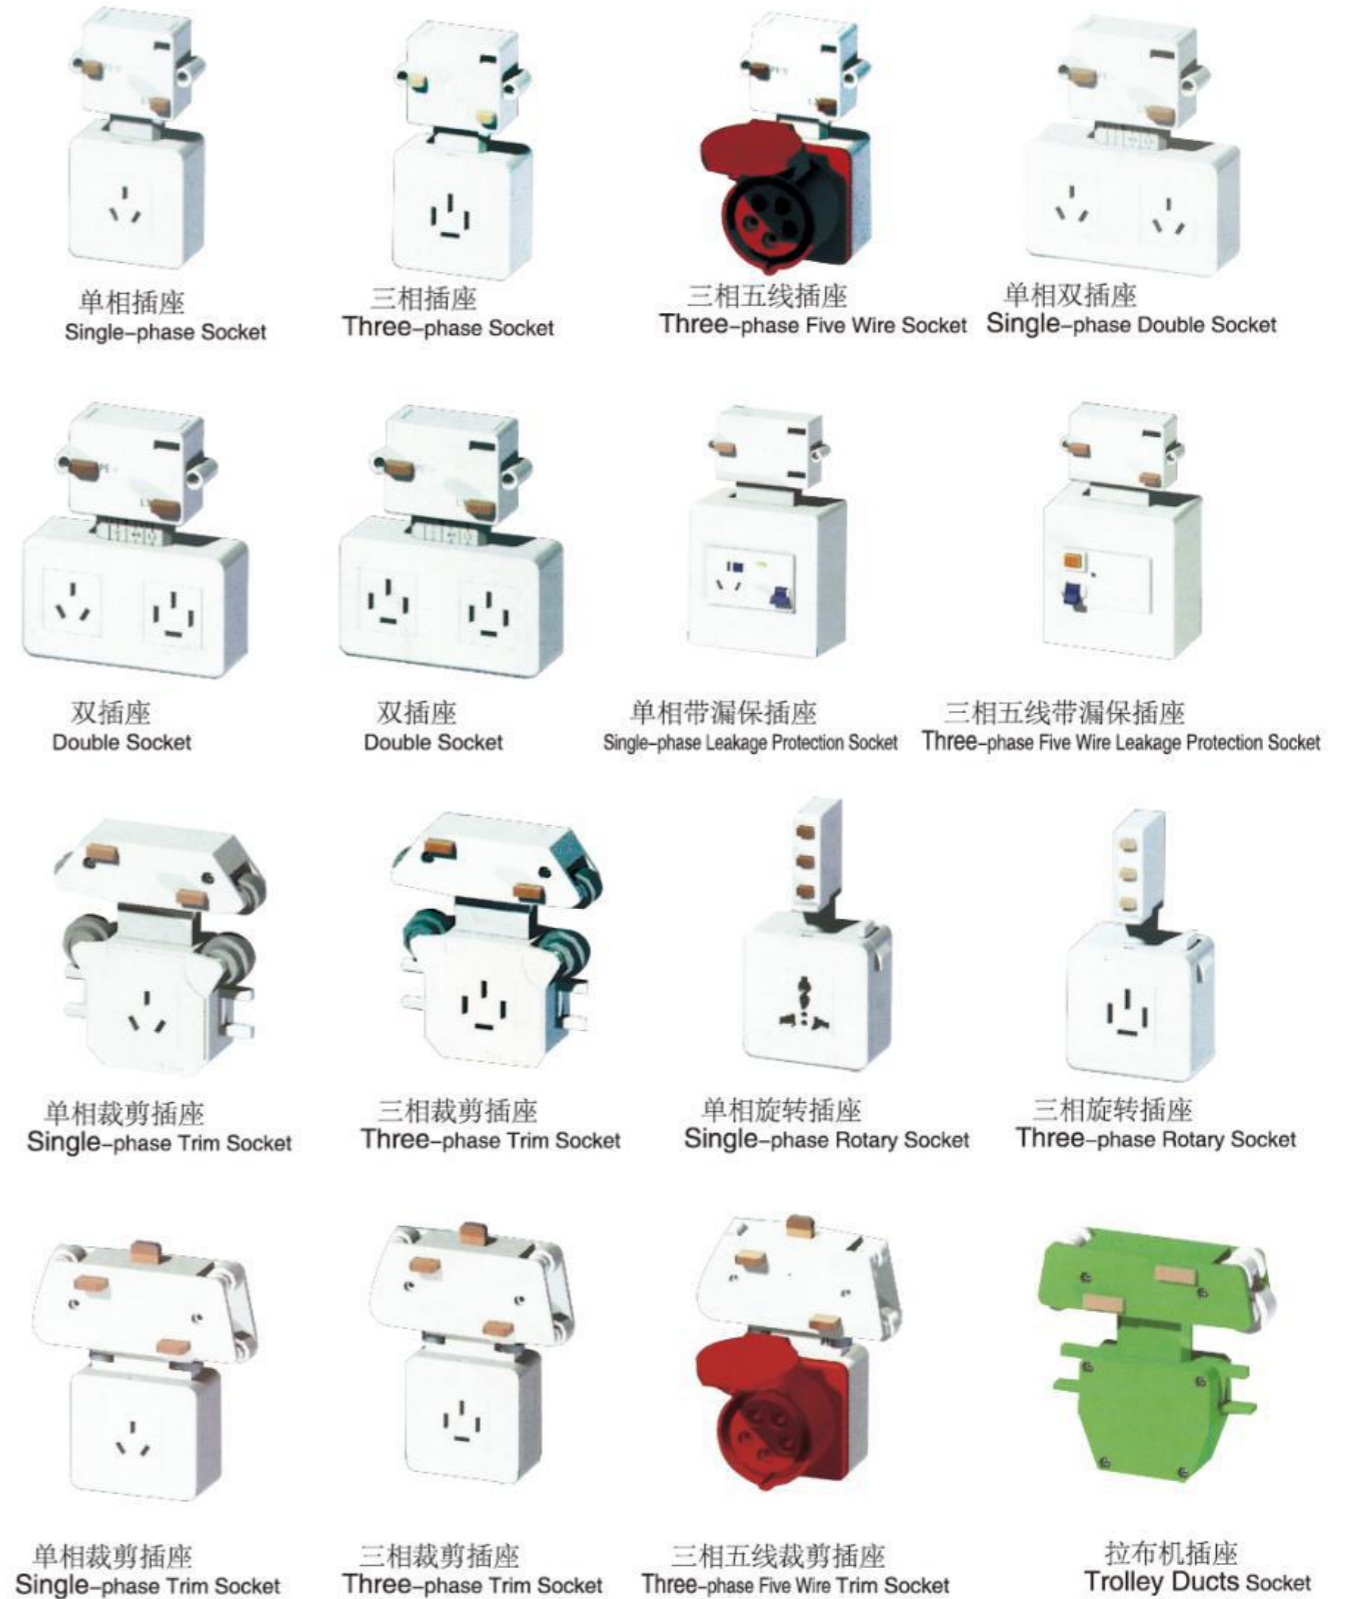 单相插座
Single-phase Socket
三相插座
Three-phase Socket
三相五线插座
Three-phase Five Wire Socket
单相双插座
Single-phase Double Socket
双插座
Double Socket
双插座
Double Socket
单相带漏保插座
Single-phase Leakage Protection Socket
三相五线带漏保插座
Three-phase Five Wire Leakage Protection Socket
单相裁剪插座
Single-phase Trim Socket
三相裁剪插座
Three-phase Trim Socket
单相旋转插座
Single-phase Rotary Socket
三相旋转插座
Three-phase Rotary Socket
单相裁剪插座
Single-phase Trim Socket
三相裁剪插座
Three-phase Trim Socket
三相五线裁剪插座
Three-phase Five Wire Trim Socket
拉布机插座
Trolley Ducts Socket